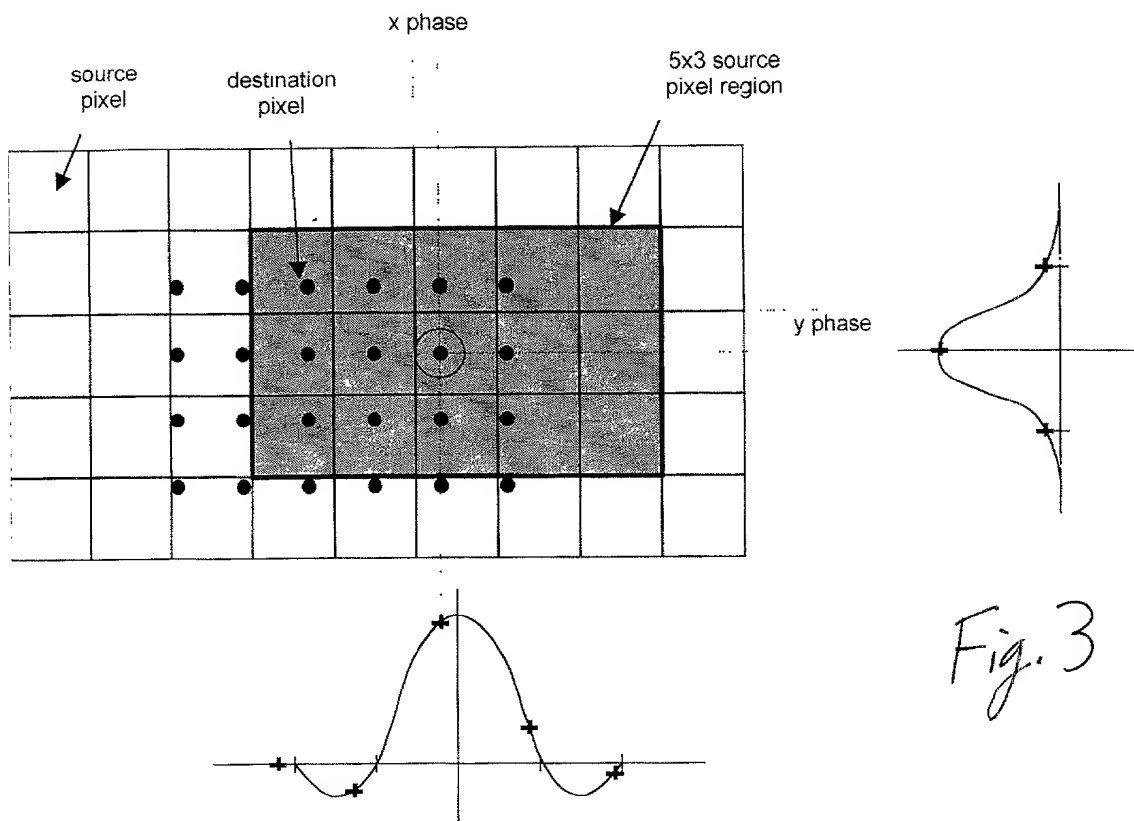 x phase
source
pixel
destination
pixel
5x3 source
pixel region
y phase
Fig. 3